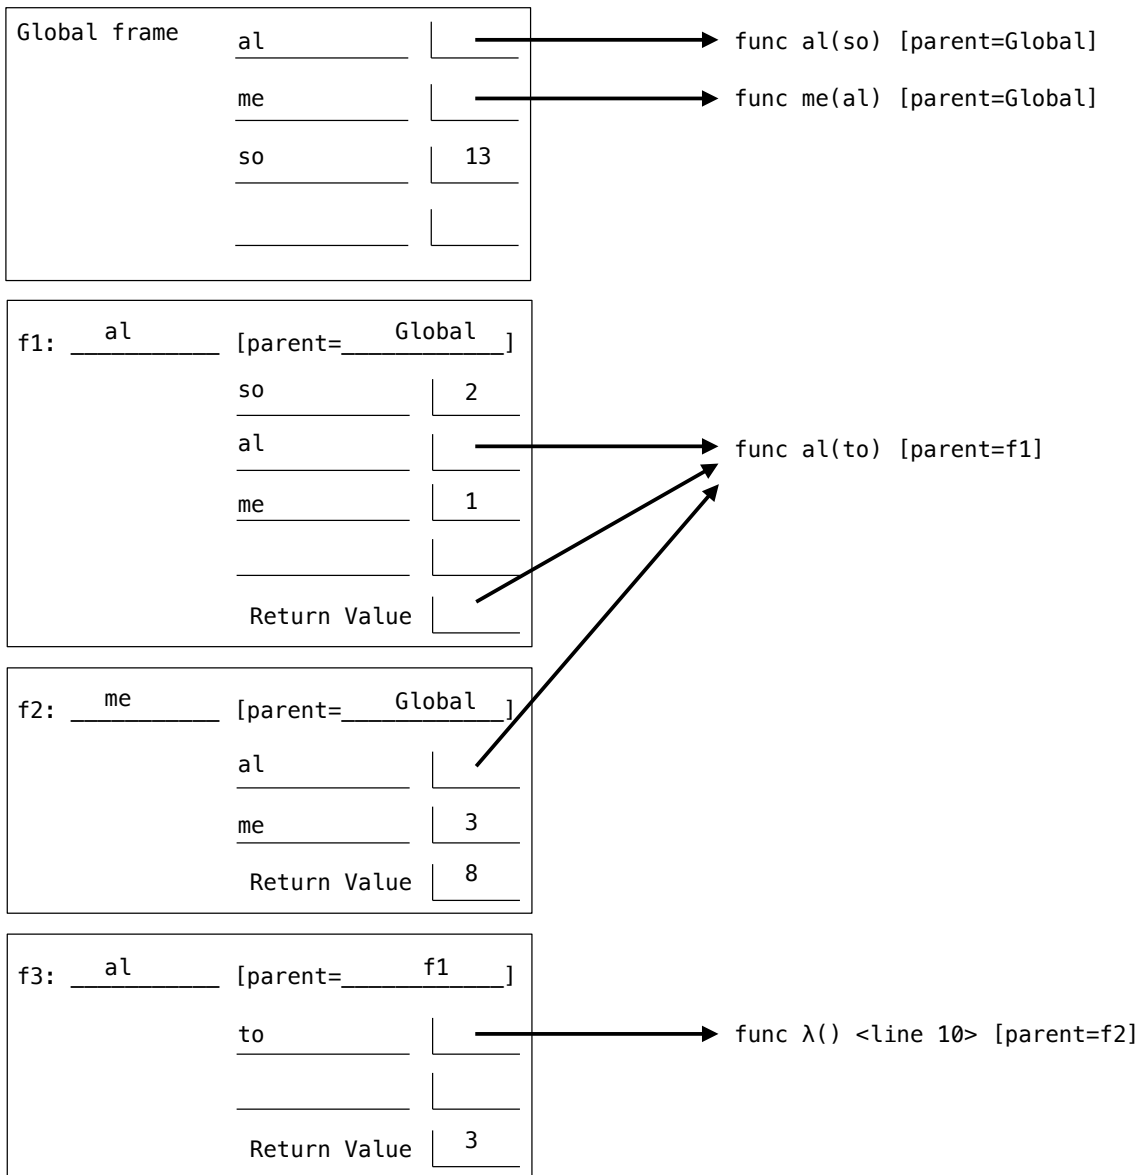 Global frame
al
func al(so) [parent=Global]
me
func me(al) [parent=Global]
so 13
f1: al [parent=Global]
so 2
al
func al(to) [parent=f1]
me 1
Return Value
f2: me [parent=Global]
al
me 3
Return Value 8
f3: al [parent=f1]
to
func λ() <line 10> [parent=f2]
Return Value 3